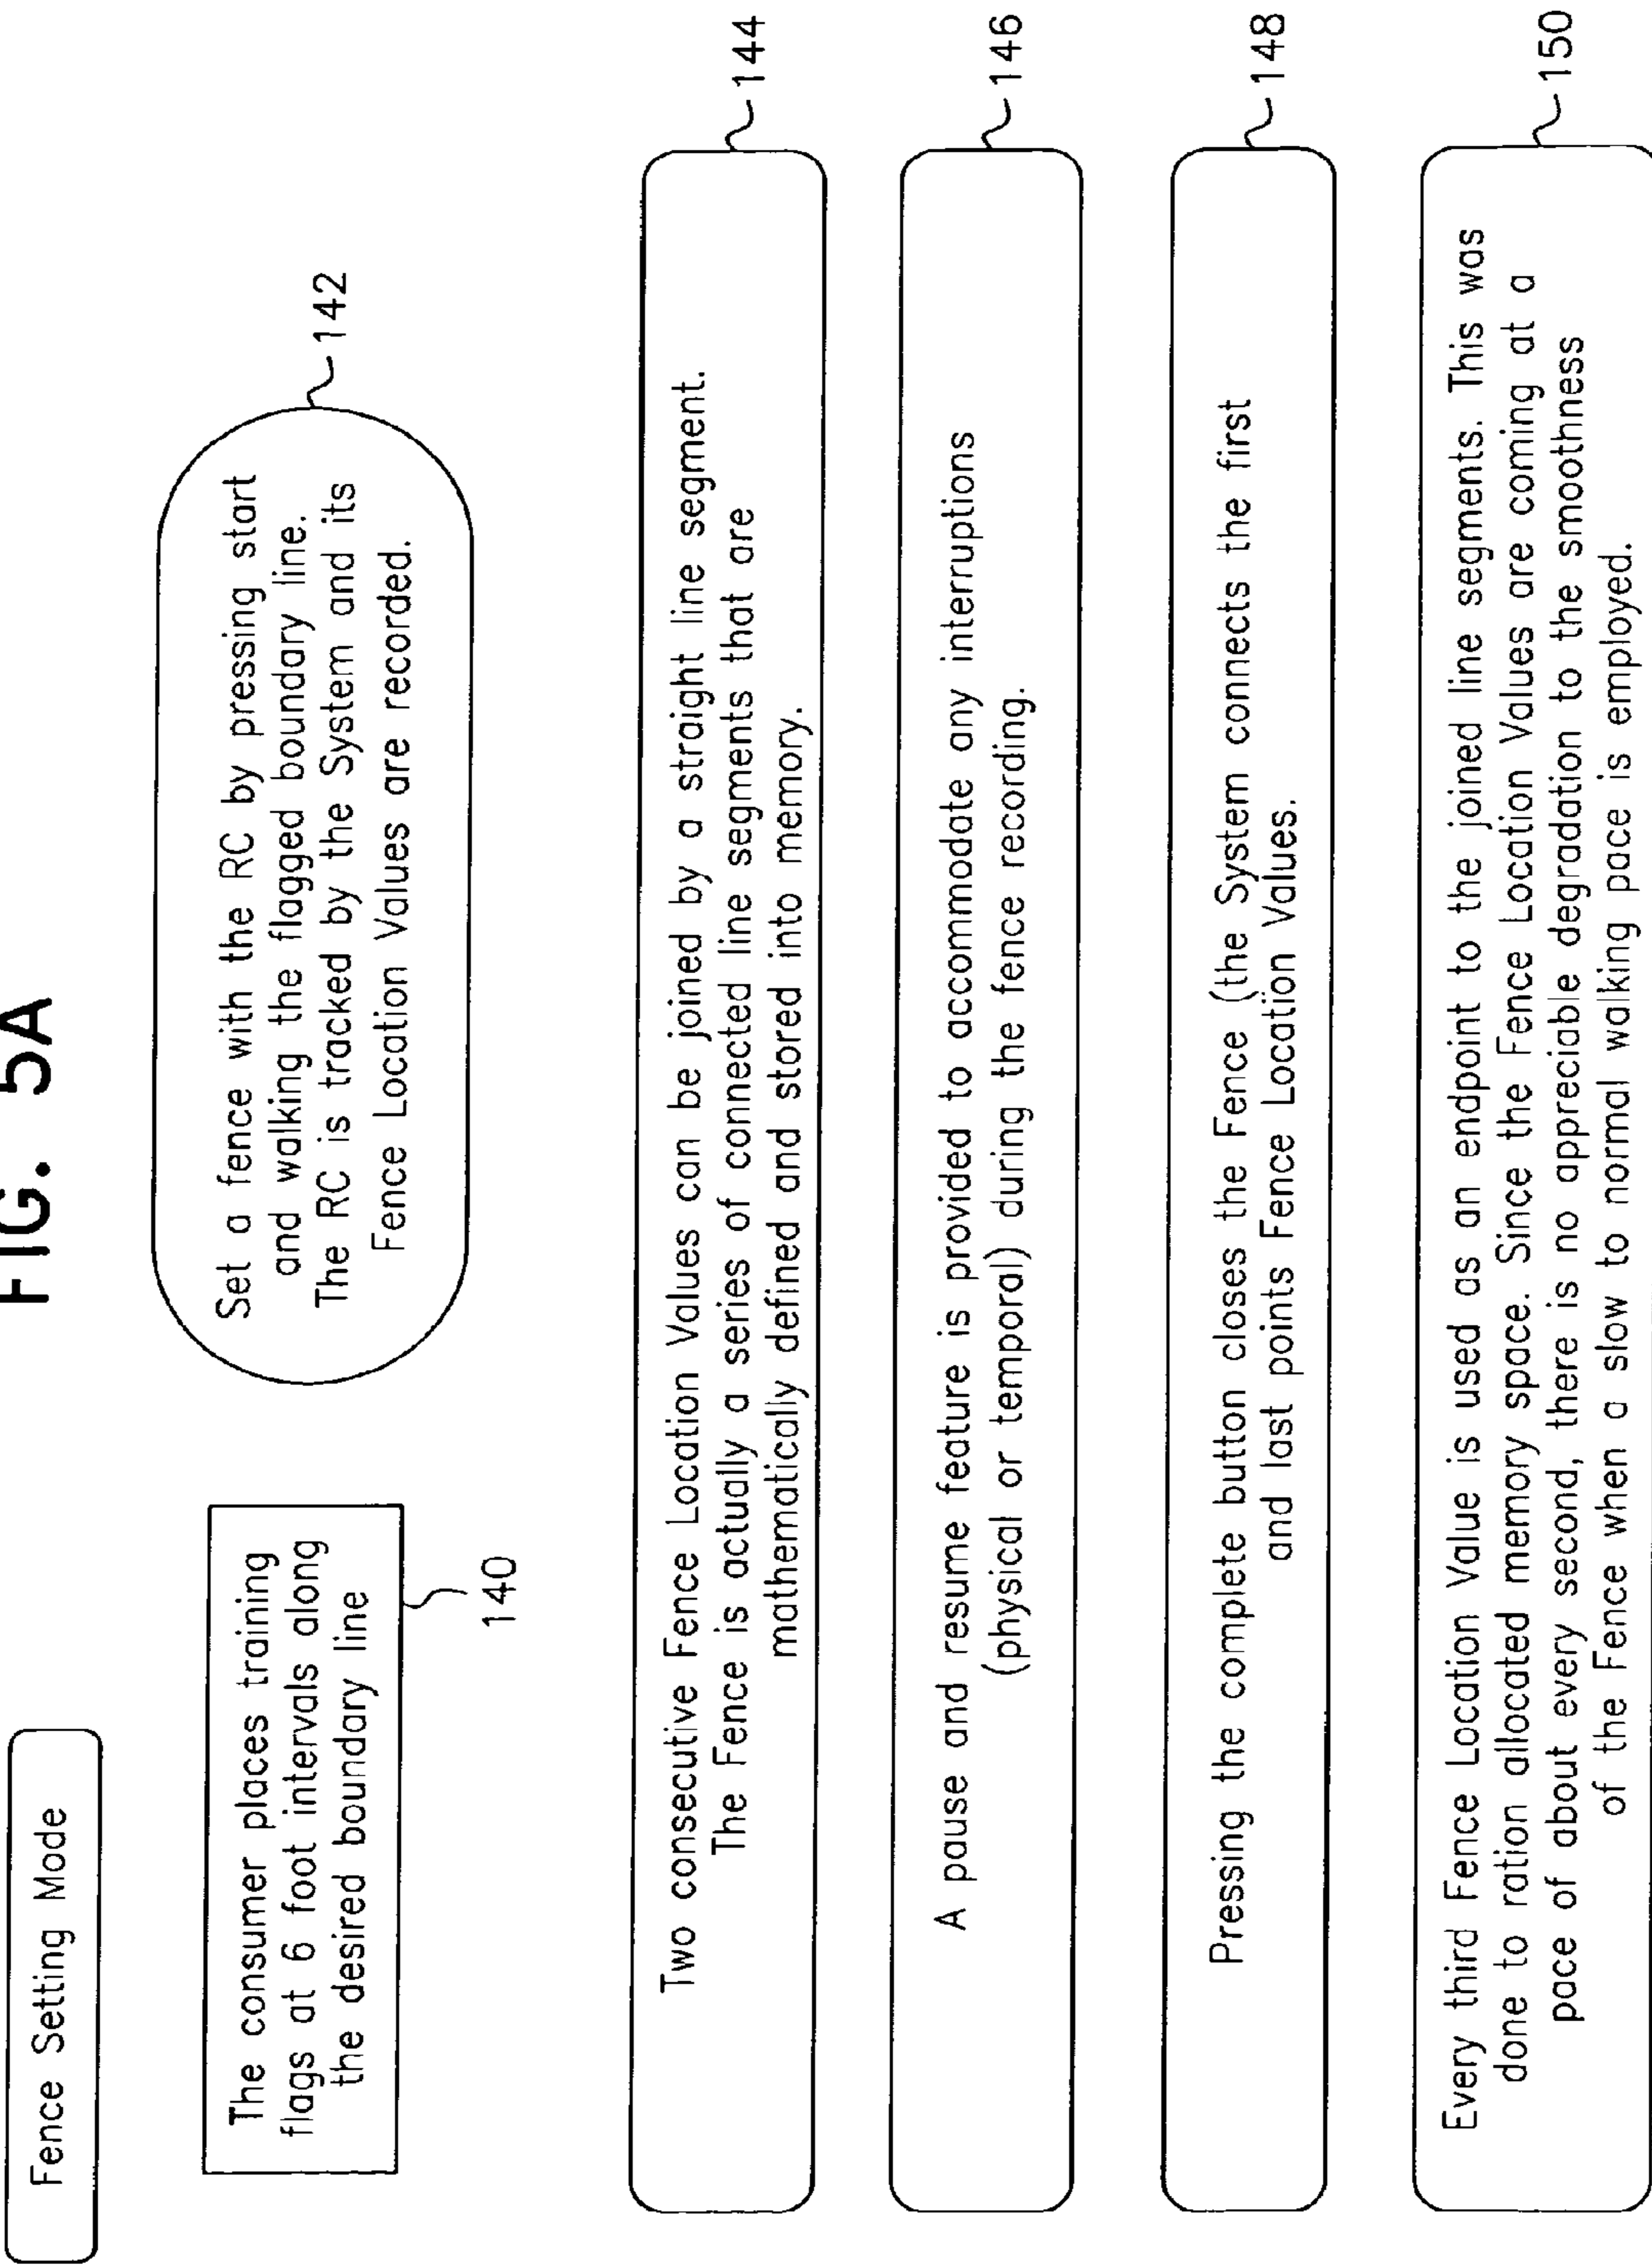 FIG. 5A
Fence Setting Mode
The consumer places training
flags at 6 foot intervals along
the desired boundary line
140
Set a fence with the RC by pressing start
and walking the flagged boundary line.
The RC is tracked by the System and its
Fence Location Values are recorded.
142
Two consecutive Fence Location Values can be joined by a straight line segment.
The Fence is actually a series of connected line segments that are
mathematically defined and stored into memory.
144
A pause and resume feature is provided to accommodate any interruptions
(physical or temporal) during the fence recording.
146
Pressing the complete button closes the Fence (the System connects the first
and last points Fence Location Values.
148
Every third Fence Location Value is used as an endpoint to the joined line segments. This was
done to ration allocated memory space. Since the Fence Location Values are coming at a
pace of about every second, there is no appreciable degradation to the smoothness
of the Fence when a slow to normal walking pace is employed.
150